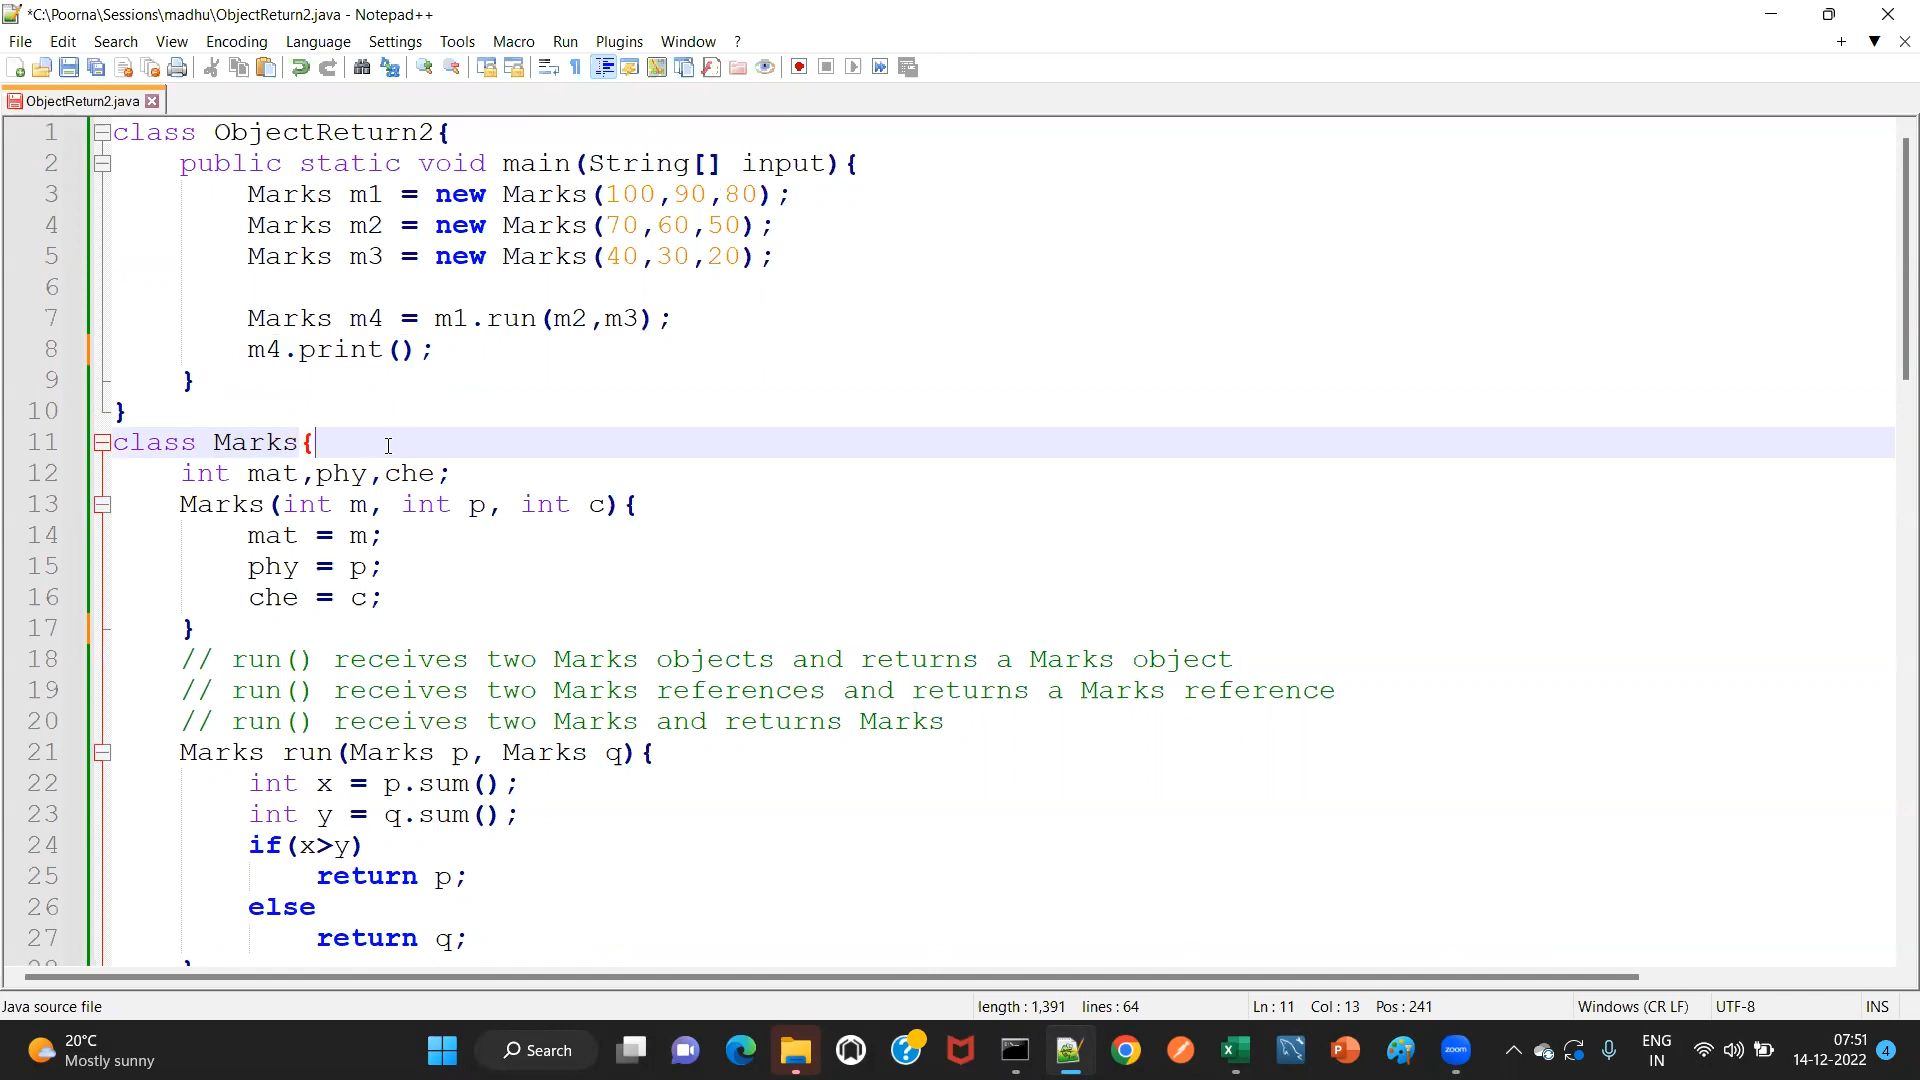 *C:\Poorna\Sessions\madhu\ObjectReturn2.java - Notepad++
File Edit Search View Encoding Language Settings Tools Macro Run Plugins Window ?
ObjectReturn2.java
1 class ObjectReturn2{
2 public static void main(String[] input){
3 Marks m1 = new Marks(100,90,80);
4 Marks m2 = new Marks(70,60,50);
5 Marks m3 = new Marks(40,30,20);
6
7 Marks m4 = m1.run(m2,m3);
8 m4.print();
9 }
10 }
11 class Marks{
12 int mat,phy,che;
13 Marks(int m, int p, int c){
14 mat = m;
15 phy = p;
16 che = c;
17 }
18 // run() receives two Marks objects and returns a Marks object
19 // run() receives two Marks references and returns a Marks reference
20 // run() receives two Marks and returns Marks
21 Marks run(Marks p, Marks q){
22 int x = p.sum();
23 int y = q.sum();
24 if(x>y)
25 return p;
26 else
27 return q;
Java source file length : 1,391 lines : 64 Ln : 11 Col : 13 Pos : 241 Windows (CR LF) UTF-8 INS
20°C
Mostly sunny
Search
zoom
ENG
IN
07:51
14-12-2022
4